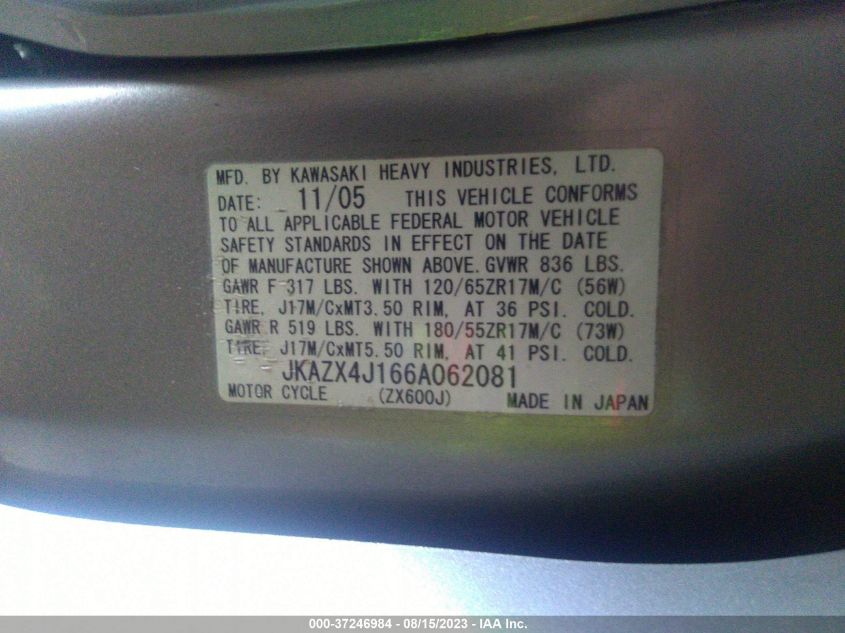 MFD. BY KAWASAKI HEAVY INDUSTRIES, LTD.
DATE: 11/05 THIS VEHICLE CONFORMS
TO ALL APPLICABLE FEDERAL MOTOR VEHICLE
SAFETY STANDARDS IN EFFECT ON THE DATE
OF MANUFACTURE SHOWN ABOVE. GVWR 836 LBS.
GAWR F 317 LBS. WITH 120/65ZR17M/C (56W)
TIRE, J17M/CxMT3.50 RIM, AT 36 PSI. COLD.
GAWR R 519 LBS. WITH 180/55ZR17M/C (73W)
TIRE, J17M/CxMT5.50 RIM, AT 41 PSI. COLD.
JKAZX4J166A062081
MOTOR CYCLE (ZX600J) MADE IN JAPAN
000-37246984 - 08/15/2023 - IAA Inc.